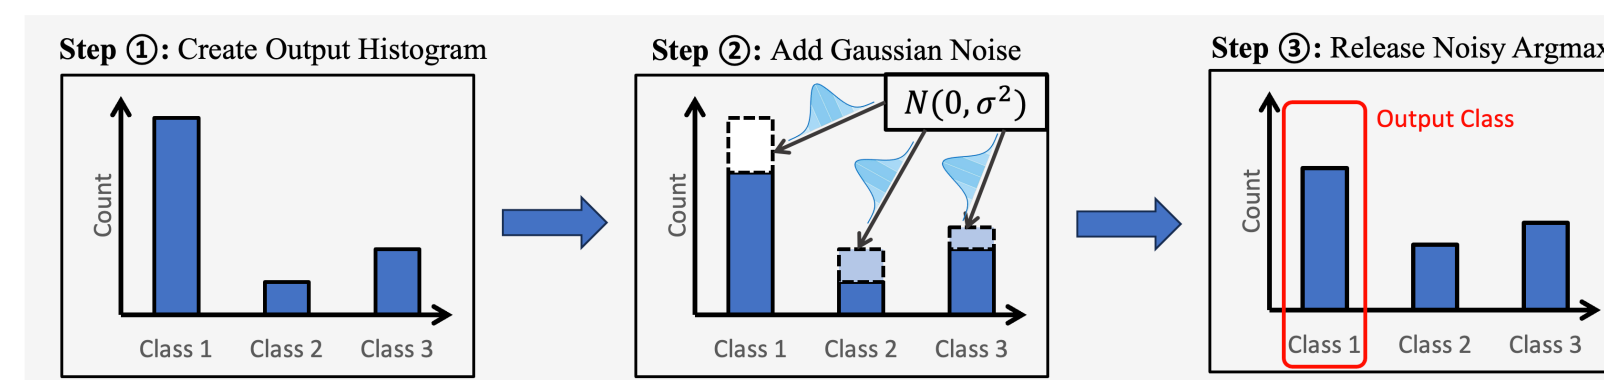 Step ①: Create Output Histogram
Count
Class 1 Class 2 Class 3
Step ②: Add Gaussian Noise
N(0, σ²)
Count
Class 1 Class 2 Class 3
Step ③: Release Noisy Argmax
Output Class
Count
Class 1 Class 2 Class 3